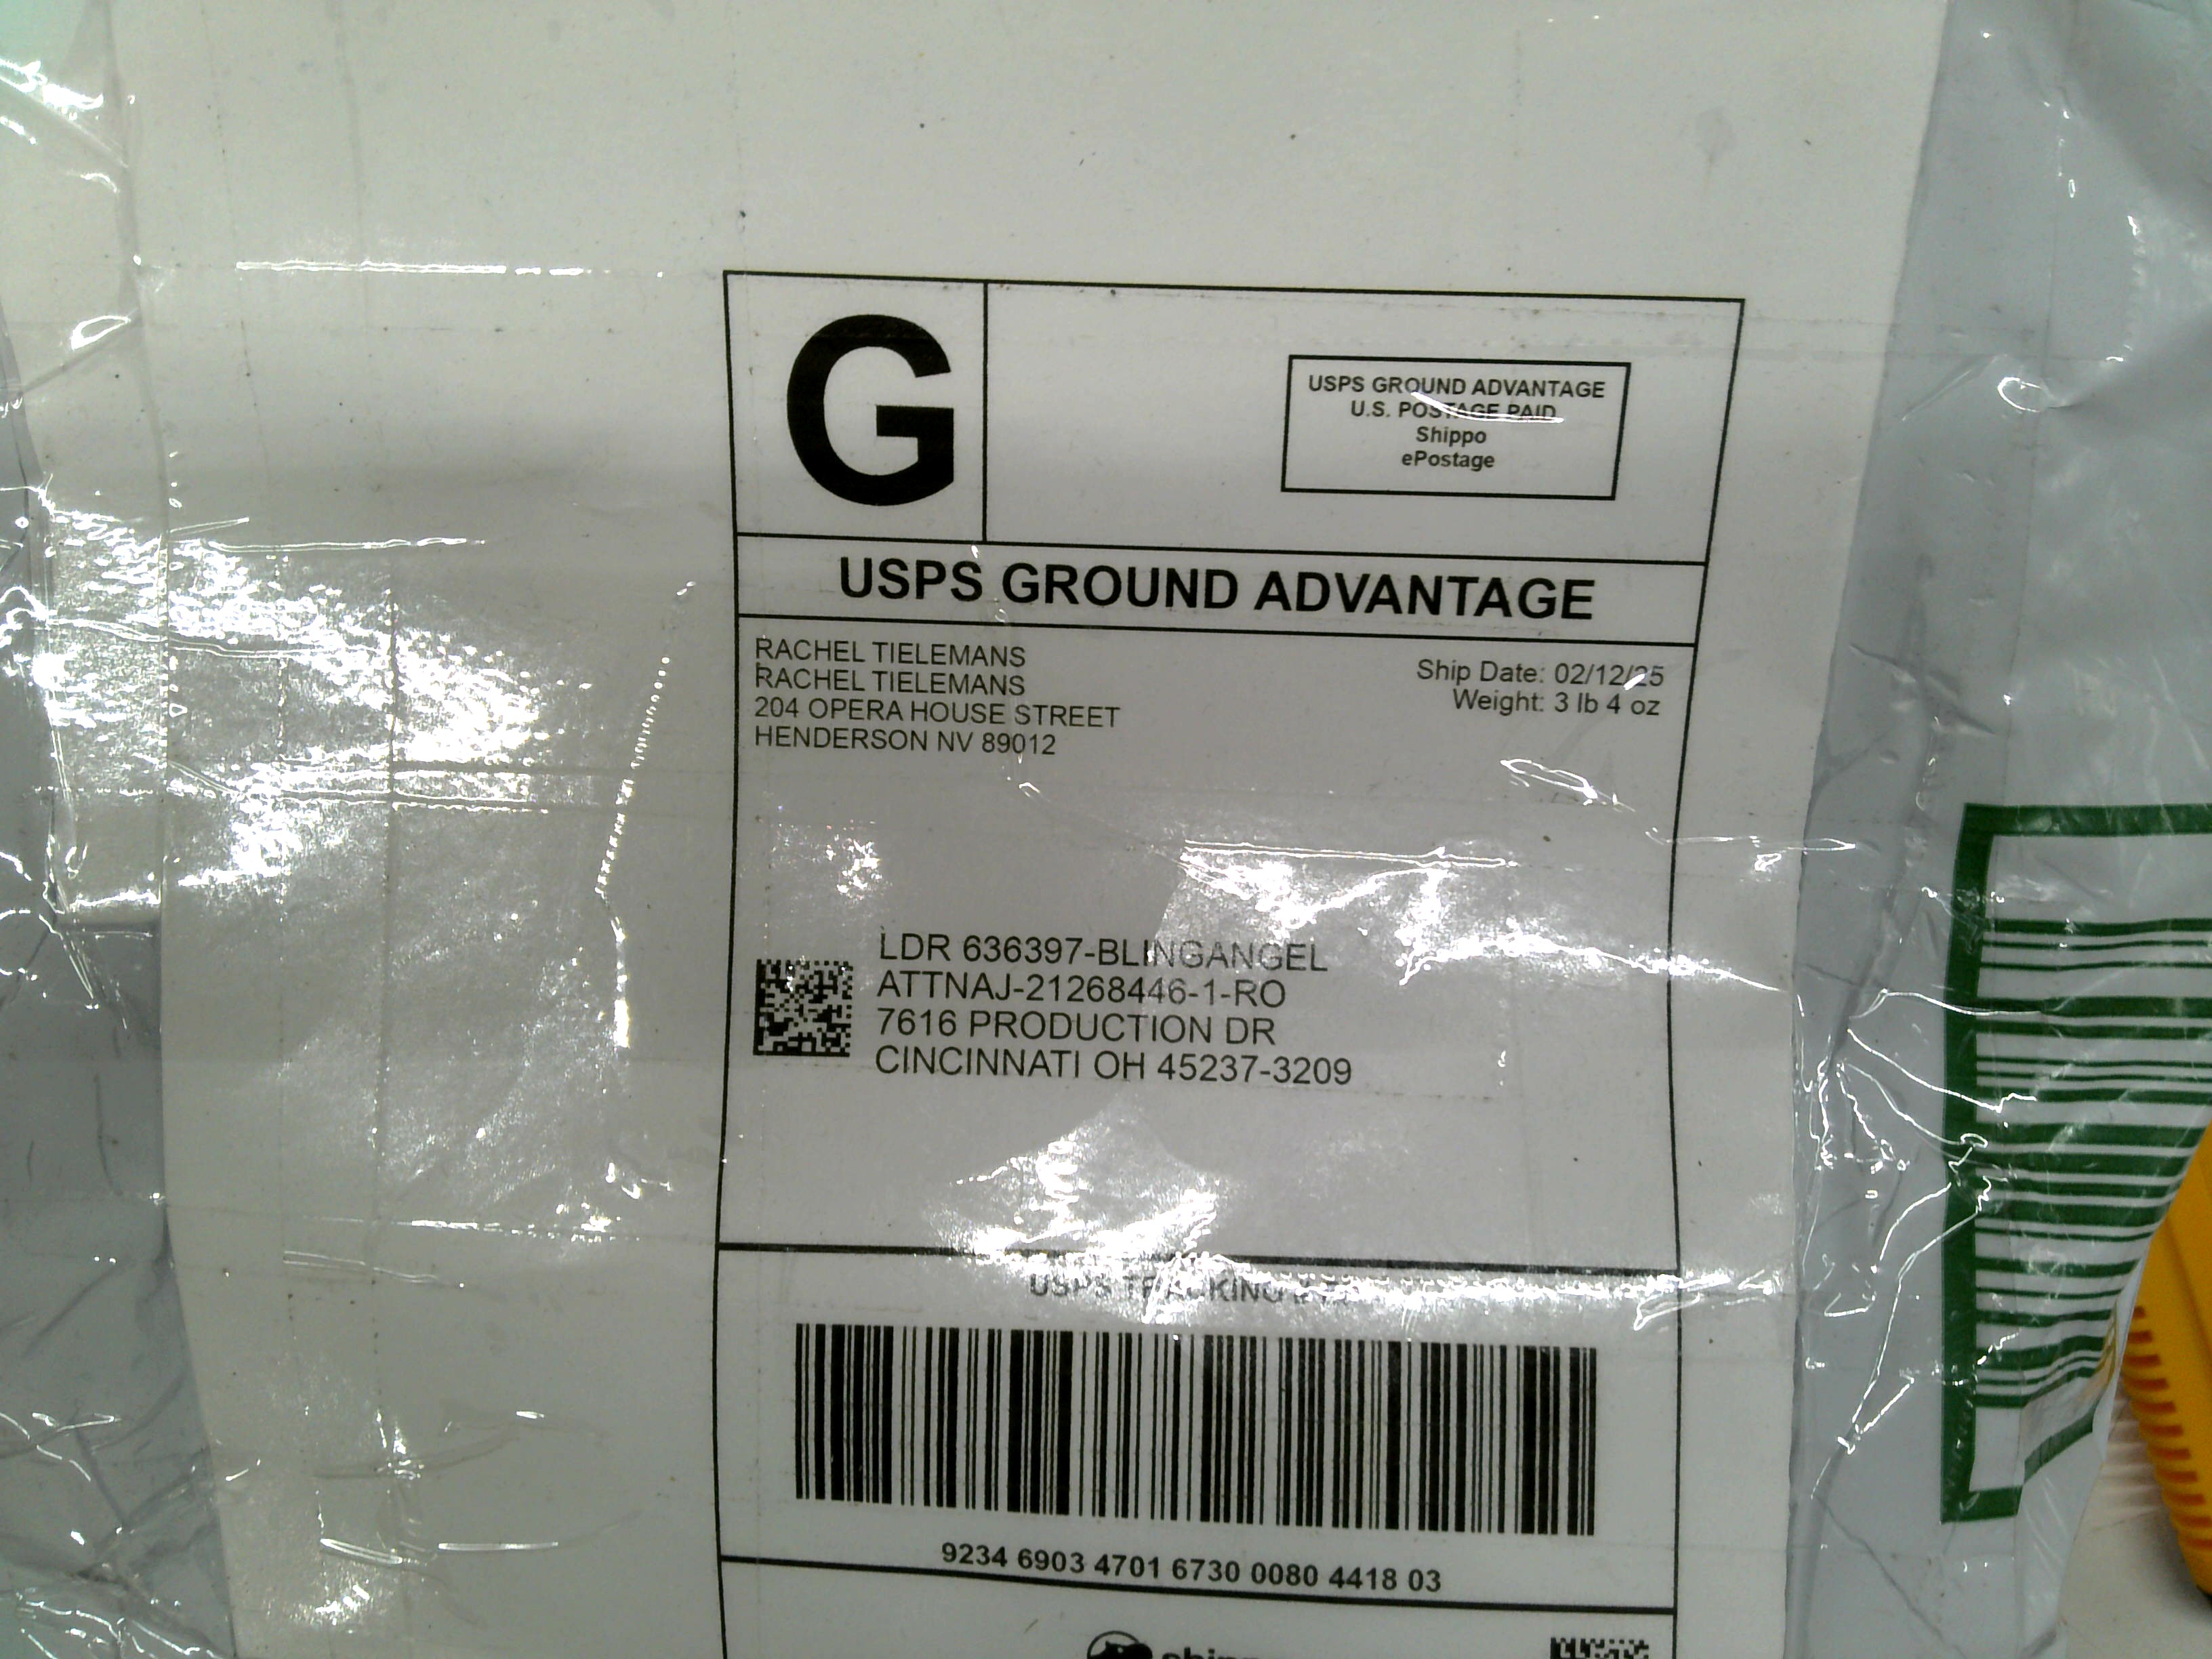 G
USPS GROUND ADVANTAGE
U.S. POSTAGE PAID
Shippo
ePostage
USPS GROUND ADVANTAGE
RACHEL TIELEMANS
RACHEL TIELEMANS
204 OPERA HOUSE STREET
HENDERSON NV 89012
Ship Date: 02/12/25
Weight: 3 lb 4 oz
LDR 636397-BLINGANGEL
ATTNAJ-21268446-1-RO
7616 PRODUCTION DR
CINCINNATI OH 45237-3209
USPS TRACKING
9234 6903 4701 6730 0080 4418 03